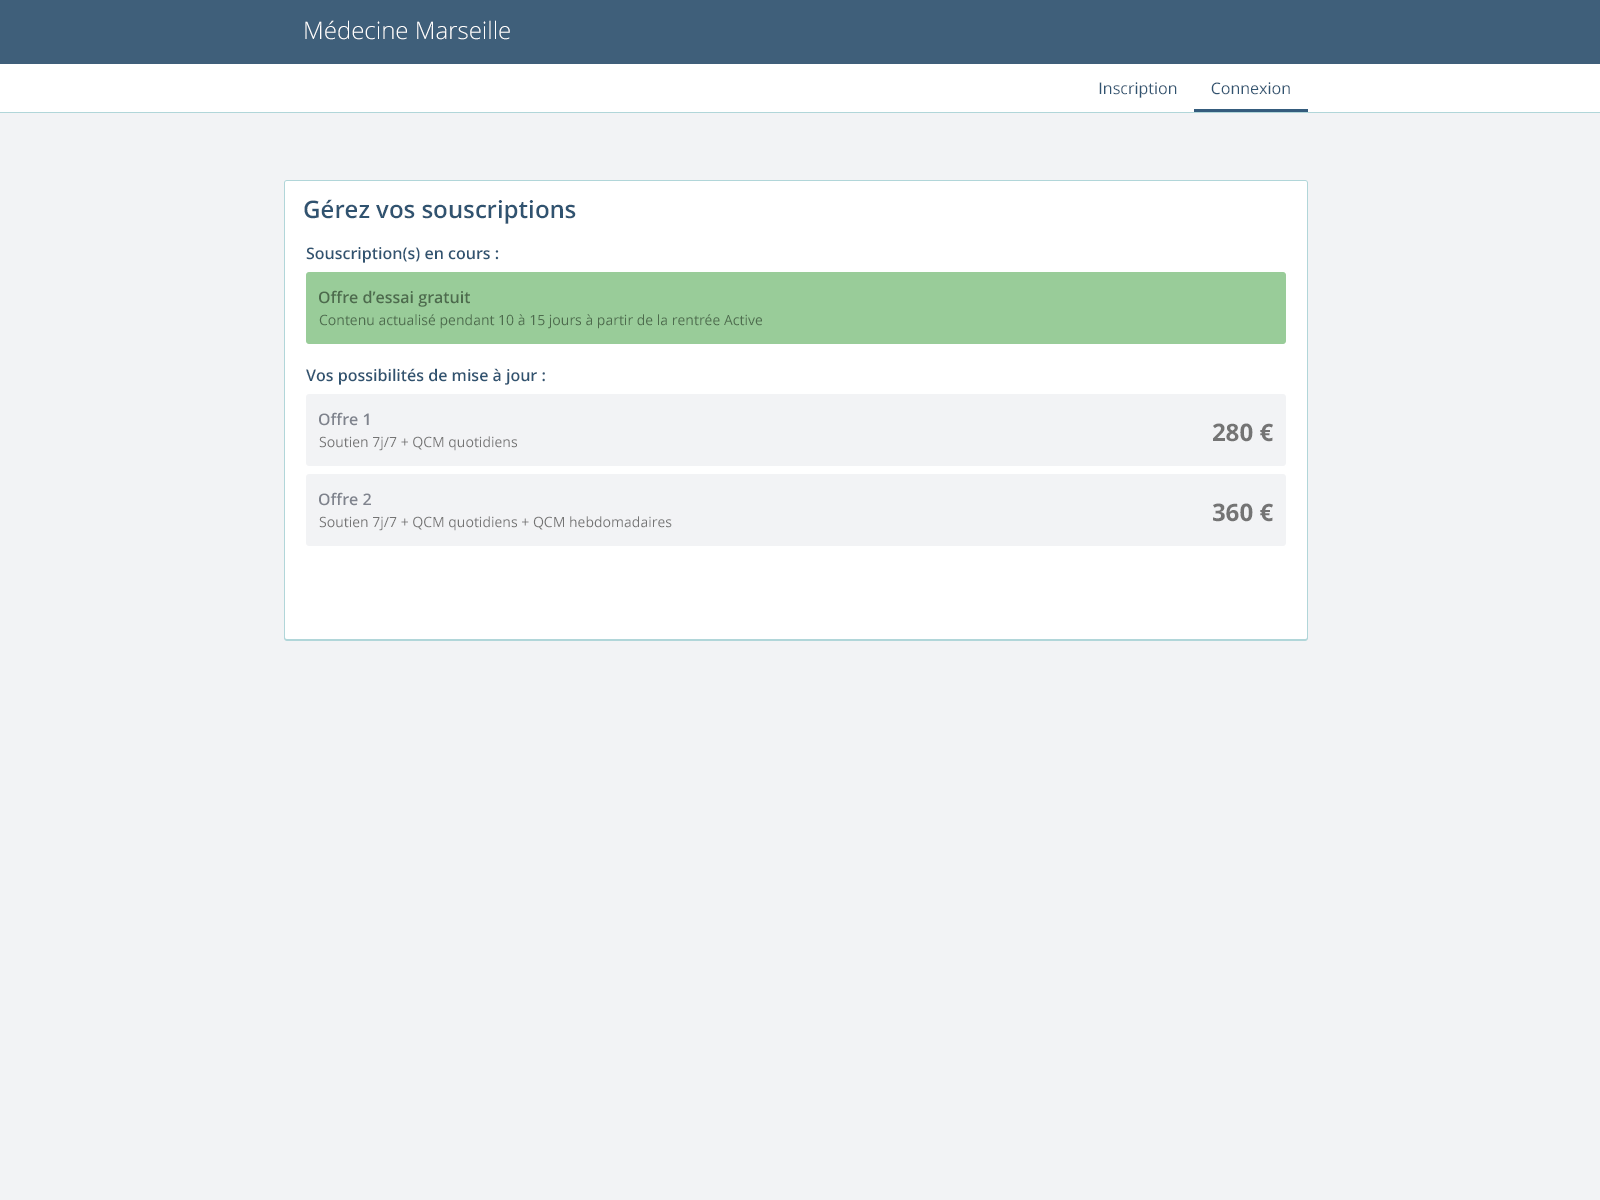 Médecine Marseille
Inscription Connexion
Gérez vos souscriptions
Souscription(s) en cours :
Offre d’essai gratuit
Contenu actualisé pendant 10 à 15 jours à partir de la rentrée Active
Vos possibilités de mise à jour :
Offre 1
Soutien 7j/7 + QCM quotidiens
280 €
Offre 2
Soutien 7j/7 + QCM quotidiens + QCM hebdomadaires
360 €